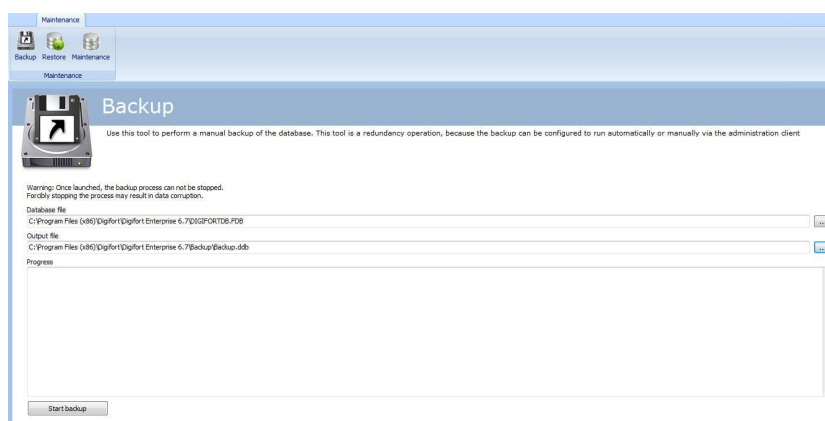 Maintenance
Backup Restore Maintenance
Maintenance
Backup
Use this tool to perform a manual backup of the database. This tool is a redundancy operation, because the backup can be configured to run automatically or manually via the administration client
Warning: Once launched, the backup process can not be stopped.
Forcibly stopping the process may result in data corruption.
Database file
C:\Program Files (x86)\Digifort\Digifort Enterprise 6.7\DIGIFORTDB.FDB
...
Output file
C:\Program Files (x86)\Digifort\Digifort Enterprise 6.7\Backup\Backup.ddb
...
Progress
Start backup